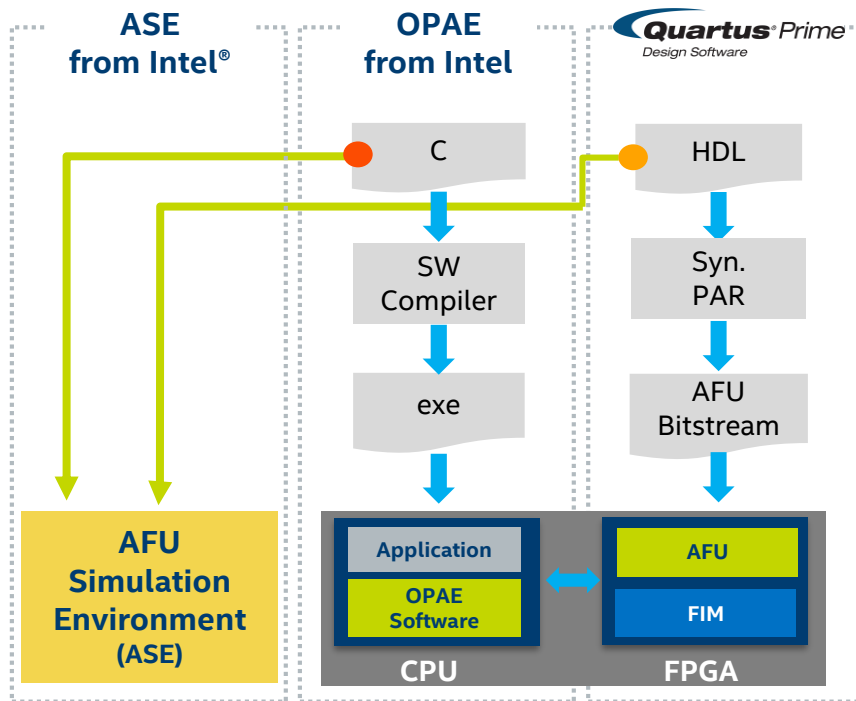 ASE
from Intel®
OPAE
from Intel
Quartus® Prime
Design Software
C
HDL
SW
Compiler
Syn.
PAR
exe
AFU
Bitstream
AFU
Simulation
Environment
(ASE)
Application
OPAE
Software
CPU
AFU
FIM
FPGA